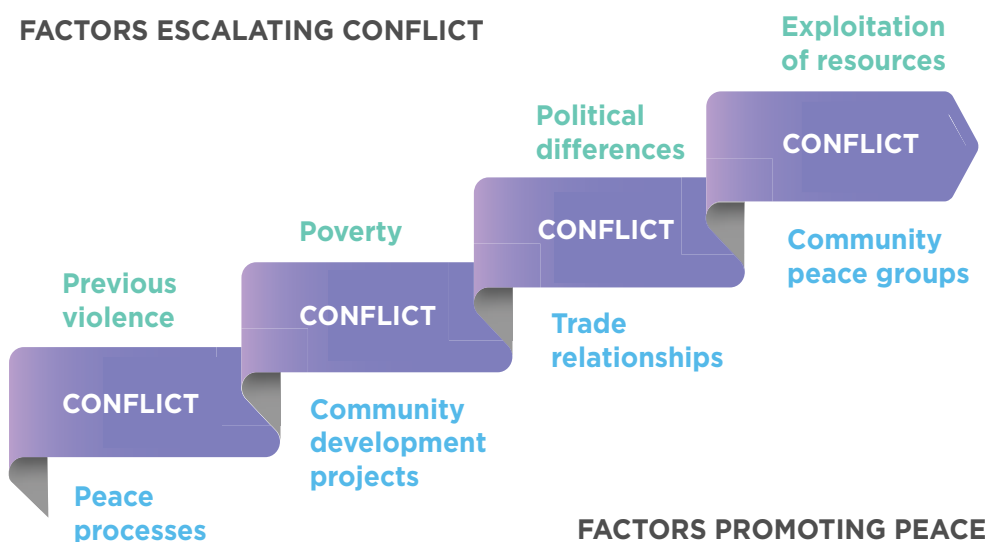 FACTORS ESCALATING CONFLICT
Exploitation
of resources
CONFLICT
Political
differences
CONFLICT
Community
peace groups
Poverty
CONFLICT
Trade
relationships
Previous
violence
CONFLICT
Community
development
projects
Peace
processes
FACTORS PROMOTING PEACE